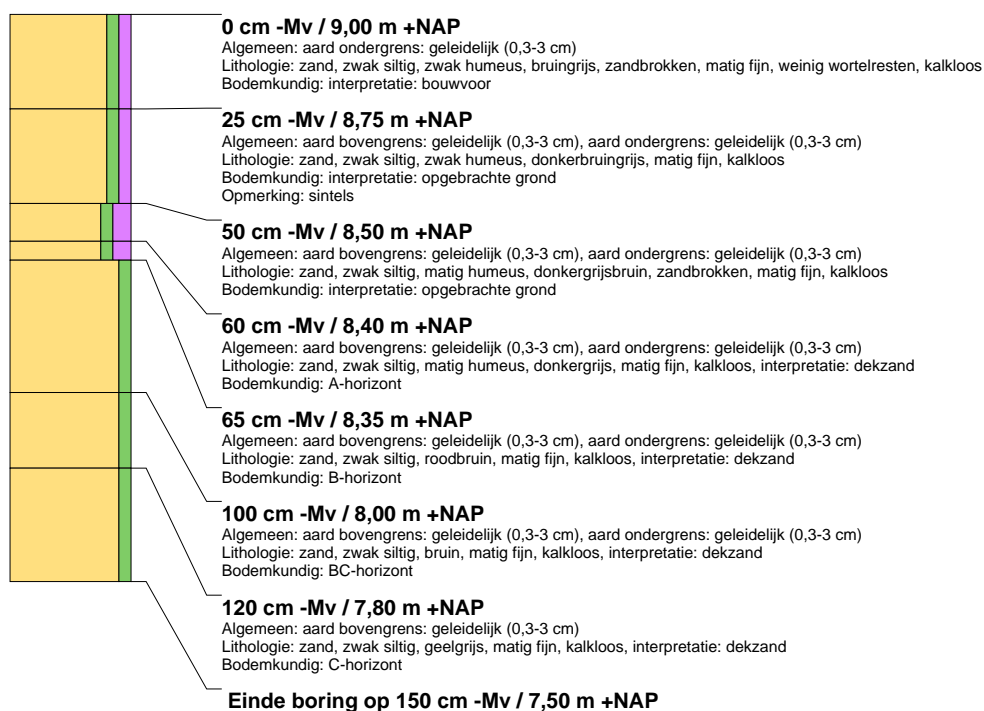 0 cm -Mv / 9,00 m +NAP
Algemeen: aard ondergrens: geleidelijk (0,3-3 cm)
Lithologie: zand, zwak siltig, zwak humeus, bruingrijs, zandbrokken, matig fijn, weinig wortelresten, kalkloos
Bodemkundig: interpretatie: bouwvoor
25 cm -Mv / 8,75 m +NAP
Algemeen: aard bovengrens: geleidelijk (0,3-3 cm), aard ondergrens: geleidelijk (0,3-3 cm)
Lithologie: zand, zwak siltig, zwak humeus, donkerbruingrijs, matig fijn, kalkloos
Bodemkundig: interpretatie: opgebrachte grond
Opmerking: sintels
50 cm -Mv / 8,50 m +NAP
Algemeen: aard bovengrens: geleidelijk (0,3-3 cm), aard ondergrens: geleidelijk (0,3-3 cm)
Lithologie: zand, zwak siltig, matig humeus, donkergrijsbruin, zandbrokken, matig fijn, kalkloos
Bodemkundig: interpretatie: opgebrachte grond
60 cm -Mv / 8,40 m +NAP
Algemeen: aard bovengrens: geleidelijk (0,3-3 cm), aard ondergrens: geleidelijk (0,3-3 cm)
Lithologie: zand, zwak siltig, matig humeus, donkergrijs, matig fijn, kalkloos, interpretatie: dekzand
Bodemkundig: A-horizont
65 cm -Mv / 8,35 m +NAP
Algemeen: aard bovengrens: geleidelijk (0,3-3 cm), aard ondergrens: geleidelijk (0,3-3 cm)
Lithologie: zand, zwak siltig, roodbruin, matig fijn, kalkloos, interpretatie: dekzand
Bodemkundig: B-horizont
100 cm -Mv / 8,00 m +NAP
Algemeen: aard bovengrens: geleidelijk (0,3-3 cm), aard ondergrens: geleidelijk (0,3-3 cm)
Lithologie: zand, zwak siltig, bruin, matig fijn, kalkloos, interpretatie: dekzand
Bodemkundig: BC-horizont
120 cm -Mv / 7,80 m +NAP
Algemeen: aard bovengrens: geleidelijk (0,3-3 cm)
Lithologie: zand, zwak siltig, geelgrijs, matig fijn, kalkloos, interpretatie: dekzand
Bodemkundig: C-horizont
Einde boring op 150 cm -Mv / 7,50 m +NAP